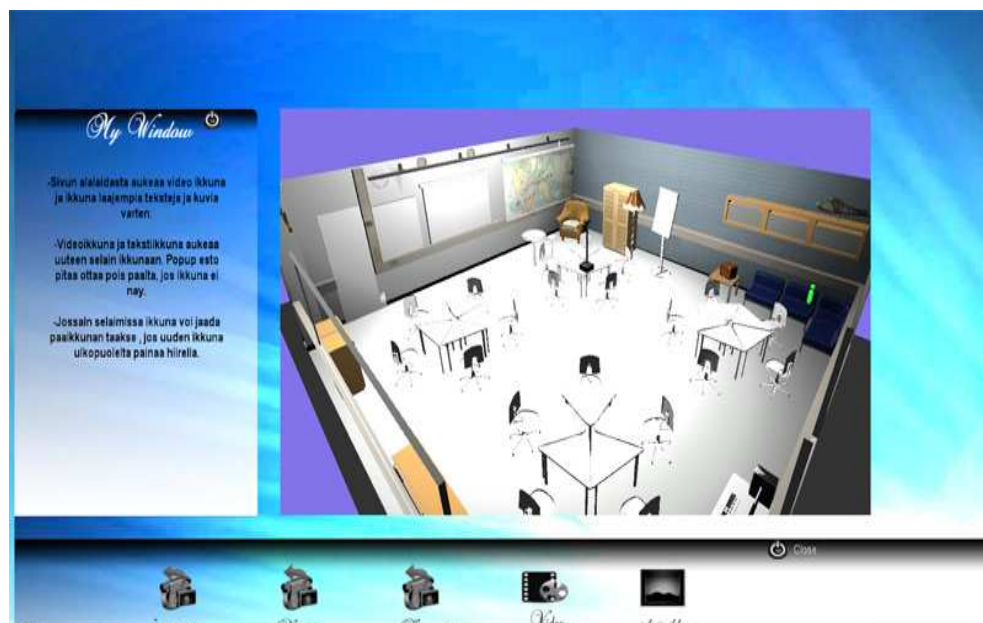 My Window
-Sivun alalaidasta aukeaa video ikkuna
ja ikkuna laajempia teksteja ja kuvia
varten.
-Videoikkuna ja tekstiikkuna aukeaa
uuteen selain ikkunaan. Popup esto
pitaa ottaa pois paalta, jos ikkuna ei
nay.
-Jossain selaimissa ikkuna voi jaada
paaikkunan taakse , jos uuden ikkuna
ulkopuolelta painaa hiirella.
Close
Video